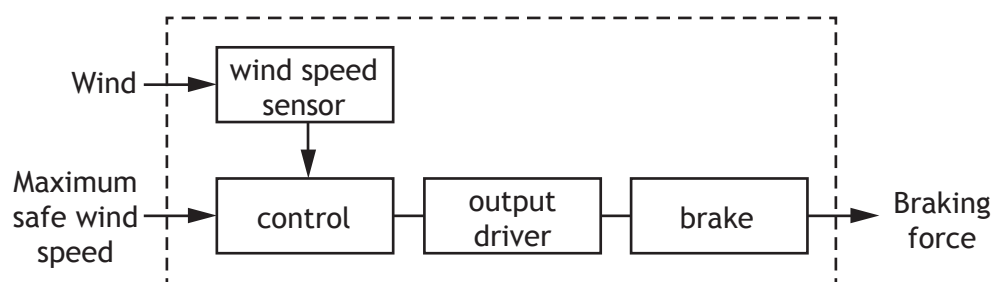 Wind
wind speed
sensor
Maximum
safe wind
speed
control
output
driver
brake
Braking
force